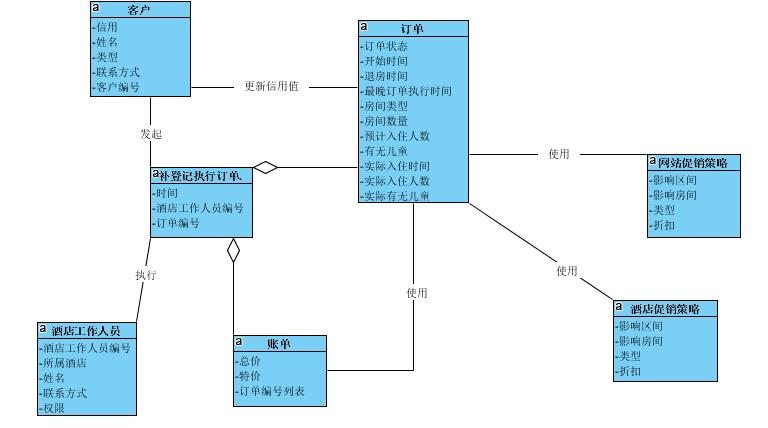 a
客户
-信用
-姓名
-类型
-联系方式
-客户编号
a
订单
-订单状态
-开始时间
-退房时间
-最晚订单执行时间
-房间类型
-房间数量
-预计入住人数
-有无儿童
-实际入住时间
-实际入住人数
-实际有无儿童
更新信用值
发起
a
补登记执行订单
-时间
-酒店工作人员编号
-订单编号
使用
a
网站促销策略
-影响区间
-影响房间
-类型
-折扣
执行
使用
使用
a
酒店促销策略
-影响区间
-影响房间
-类型
-折扣
a
酒店工作人员
-酒店工作人员编号
-所属酒店
-姓名
-联系方式
-权限
a
账单
-总价
-特价
-订单编号列表